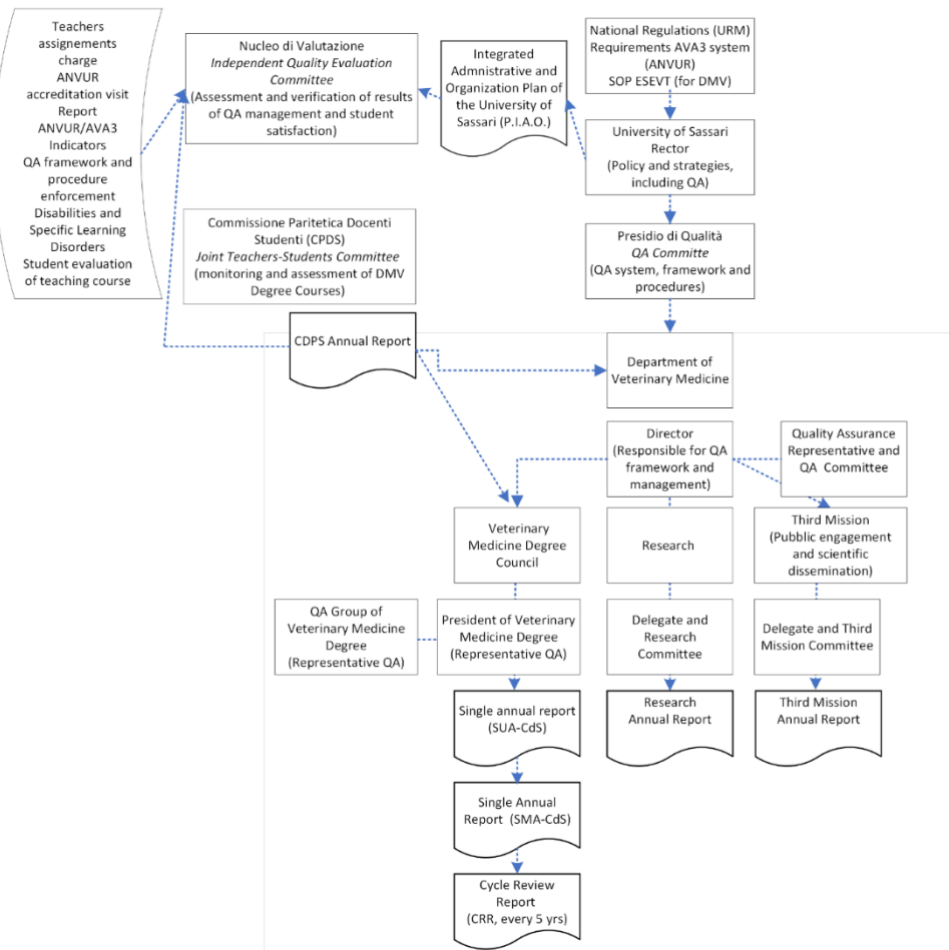 Teachers
assignements
charge
ANVUR
accreditation visit
Report
ANVUR/AVA3
Indicators
QA framework and
procedure
enforcement
Disabilities and
Specific Learning
Disorders
Student evaluation
of teaching course
Nucleo di Valutazione
Independent Quality Evaluation
Committee
(Assessment and verification of results
of QA management and student
satisfaction)
Integrated
Admnistrative and
Organization Plan of
the University of
Sassari (P.I.A.O.)
National Regulations (URM)
Requirements AVA3 system
(ANVUR)
SOP ESEVT (for DMV)
University of Sassari
Rector
(Policy and strategies,
including QA)
Commissione Paritetica Docenti
Studenti (CPDS)
Joint Teachers-Students Committee
(monitoring and assessment of DMV
Degree Courses)
Presidio di Qualità
QA Committe
(QA system, framework and
procedures)
CDPS Annual Report
Department of
Veterinary Medicine
Director
(Responsible for QA
framework and
management)
Quality Assurance
Representative and
QA Committee
Veterinary
Medicine Degree
Council
Research
Third Mission
(Pubblic engagement
and scientific
dissemination)
QA Group of
Veterinary Medicine
Degree
(Representative QA)
President of Veterinary
Medicine Degree
(Representative QA)
Delegate and
Research
Committee
Delegate and Third
Mission Committee
Single annual report
(SUA-CdS)
Research
Annual Report
Third Mission
Annual Report
Single Annual
Report (SMA-CdS)
Cycle Review
Report
(CRR, every 5 yrs)